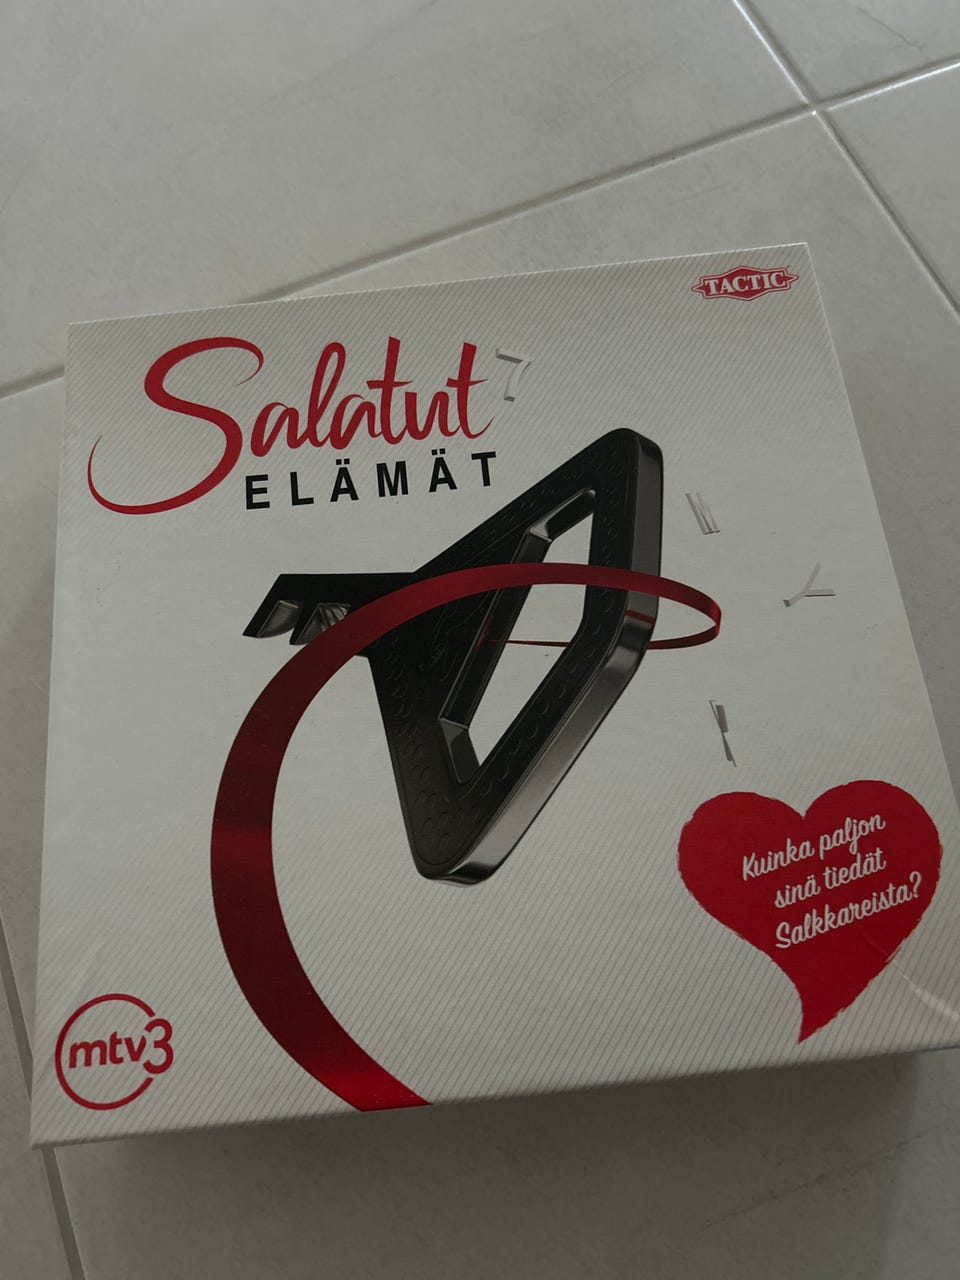 TACTIC
Salatut
ELÄMÄT
Kuinka paljon
sinä tiedät
Salkkareista?
mtv3